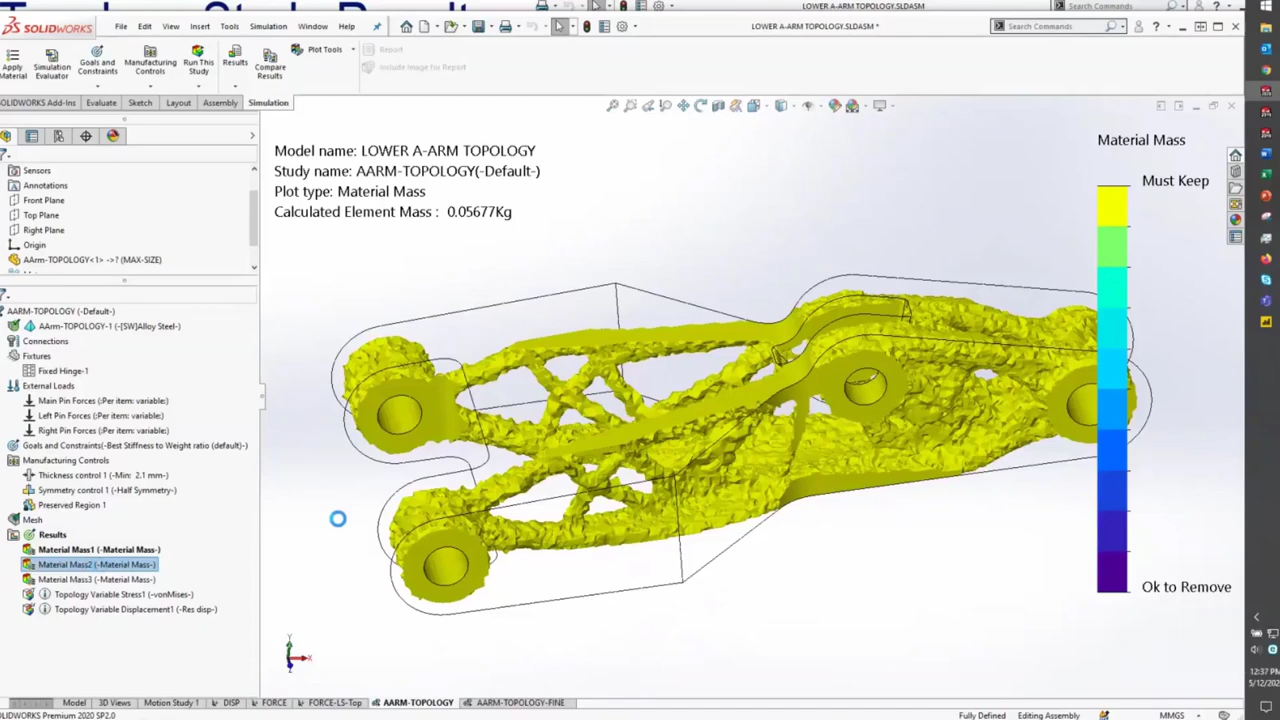 LOWER A-ARM TOPOLOGY.SLDASM
Search Commands
SOLIDWORKS File Edit View Insert Tools Simulation Window Help
LOWER A-ARM TOPOLOGY.SLDASM *
Search Commands
Apply Material
Simulation Evaluator
Goals and Constraints
Manufacturing Controls
Run This Study
Results
Compare Results
Plot Tools
Report
Include Image for Report
SOLIDWORKS Add-Ins Evaluate Sketch Layout Assembly Simulation
Sensors
Annotations
Front Plane
Top Plane
Right Plane
Origin
AArm-TOPOLOGY<1> ->? (MAX-SIZE)
AARM-TOPOLOGY (-Default-)
AArm-TOPOLOGY-1 (-[SW]Alloy Steel-)
Connections
Fixtures
Fixed Hinge-1
External Loads
Main Pin Forces (:Per item: variable:)
Left Pin Forces (:Per item: variable:)
Right Pin Forces (:Per item: variable:)
Goals and Constraints(-Best Stiffness to Weight ratio (default)-)
Manufacturing Controls
Thickness control 1 (-Min: 2.1 mm-)
Symmetry control 1 (-Half Symmetry-)
Preserved Region 1
Mesh
Results
Material Mass1 (-Material Mass-)
Material Mass2 (-Material Mass-)
Material Mass3 (-Material Mass-)
Topology Variable Stress1 (-vonMises-)
Topology Variable Displacement1 (-Res disp-)
Model name: LOWER A-ARM TOPOLOGY
Study name: AARM-TOPOLOGY(-Default-)
Plot type: Material Mass
Calculated Element Mass : 0.05677Kg
Material Mass
Must Keep
Ok to Remove
Y
X
Z
Model 3D Views Motion Study 1 DISP FORCE FORCE-LS-Top AARM-TOPOLOGY AARM-TOPOLOGY-FINE
SOLIDWORKS Premium 2020 SP2.0
Fully Defined Editing Assembly MMGS
12:37 PM